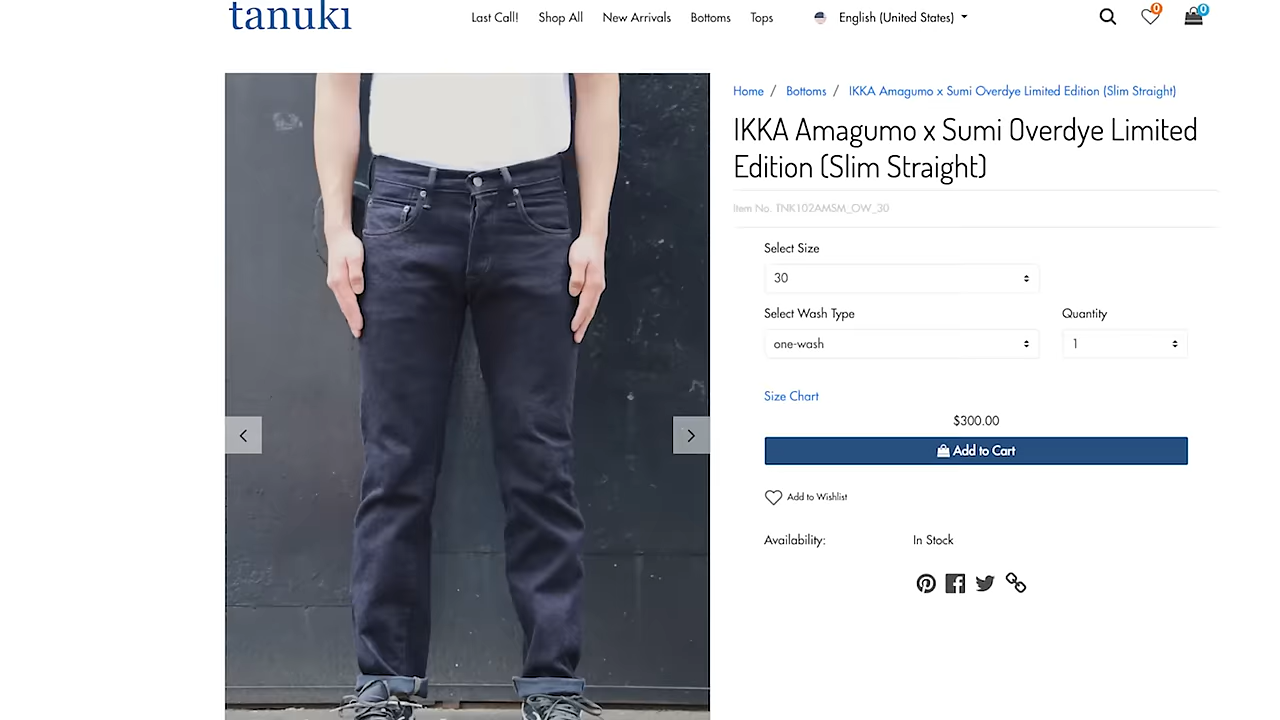 tanuki
Last Call! Shop All New Arrivals Bottoms Tops English (United States) 0 0
Home / Bottoms / IKKA Amagumo x Sumi Overdye Limited Edition (Slim Straight)
IKKA Amagumo x Sumi Overdye Limited
Edition (Slim Straight)
Item No. TNK102AMSM_OW_30
Select Size
30
Select Wash Type Quantity
one-wash 1
Size Chart
$300.00
Add to Cart
Add to Wishlist
Availability: In Stock